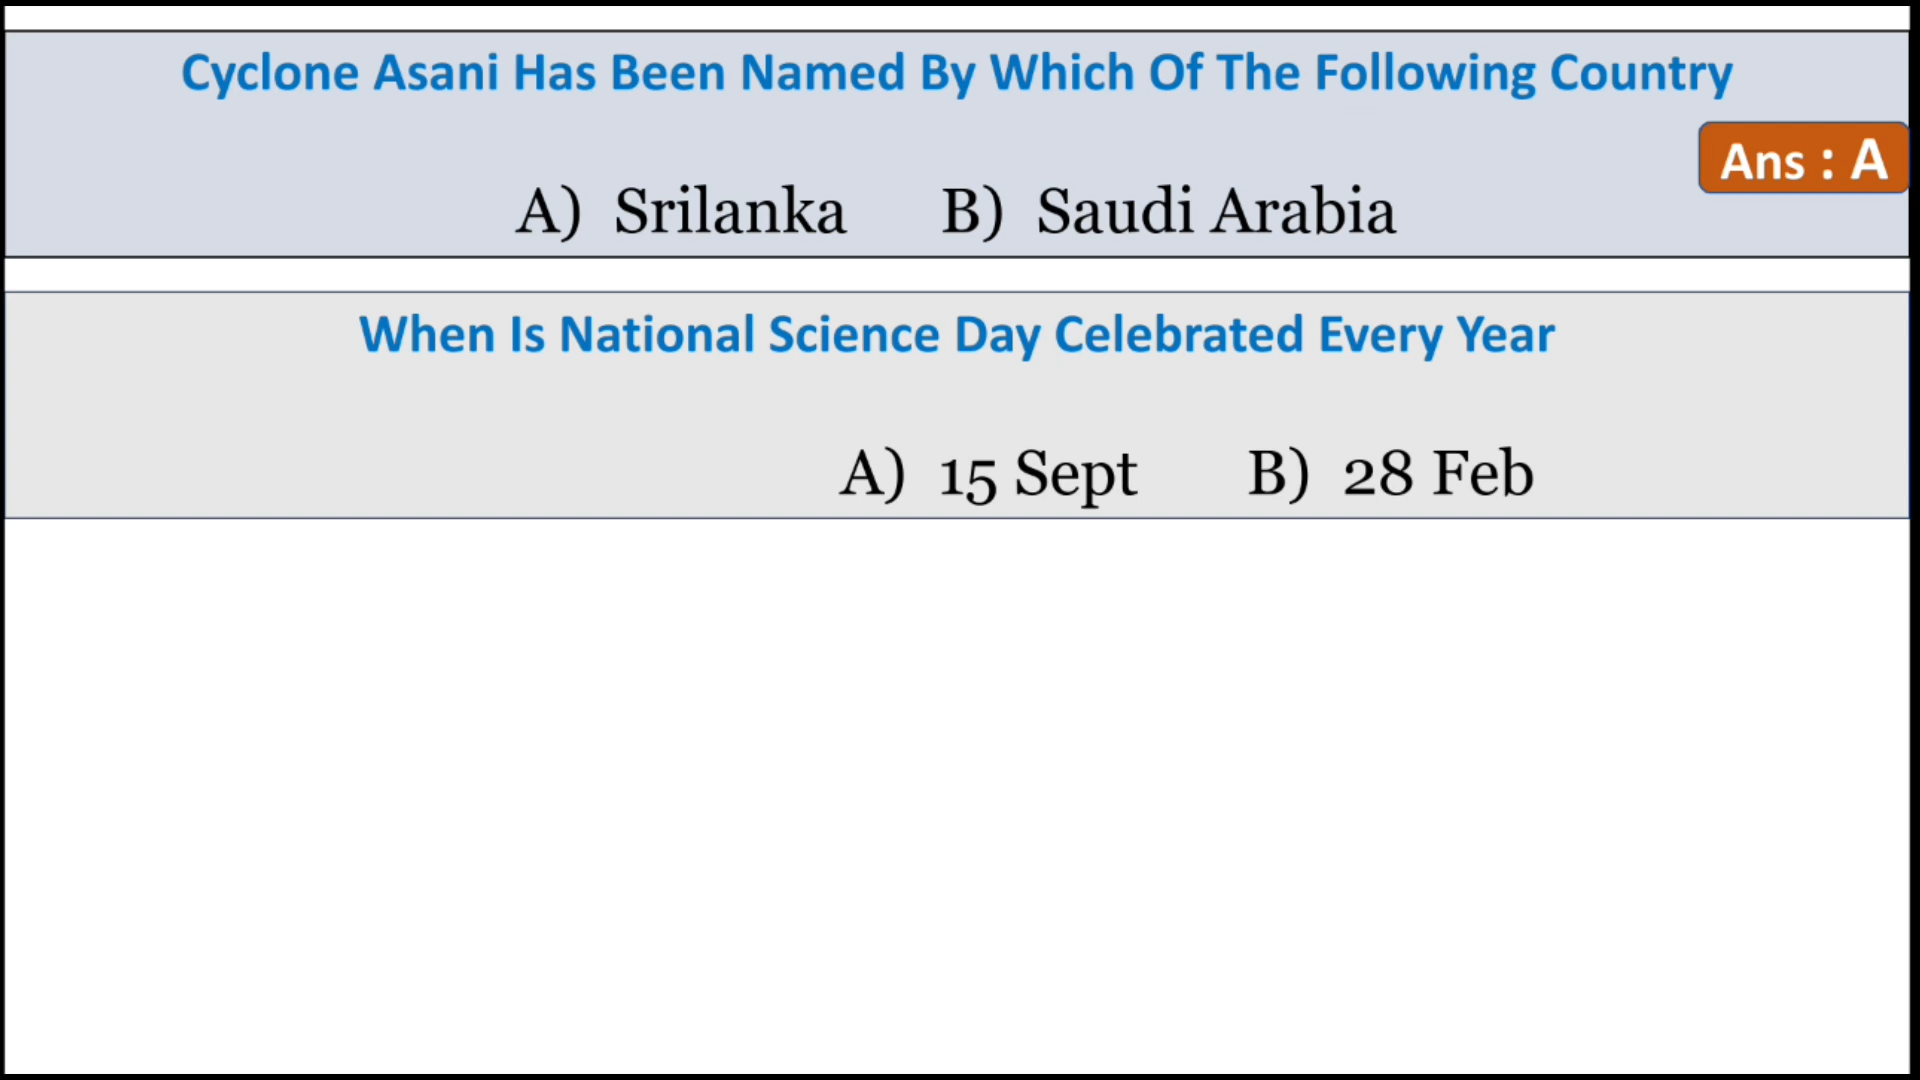 Cyclone Asani Has Been Named By Which Of The Following Country
Ans : A
A) Srilanka B) Saudi Arabia
When Is National Science Day Celebrated Every Year
A) 15 Sept B) 28 Feb